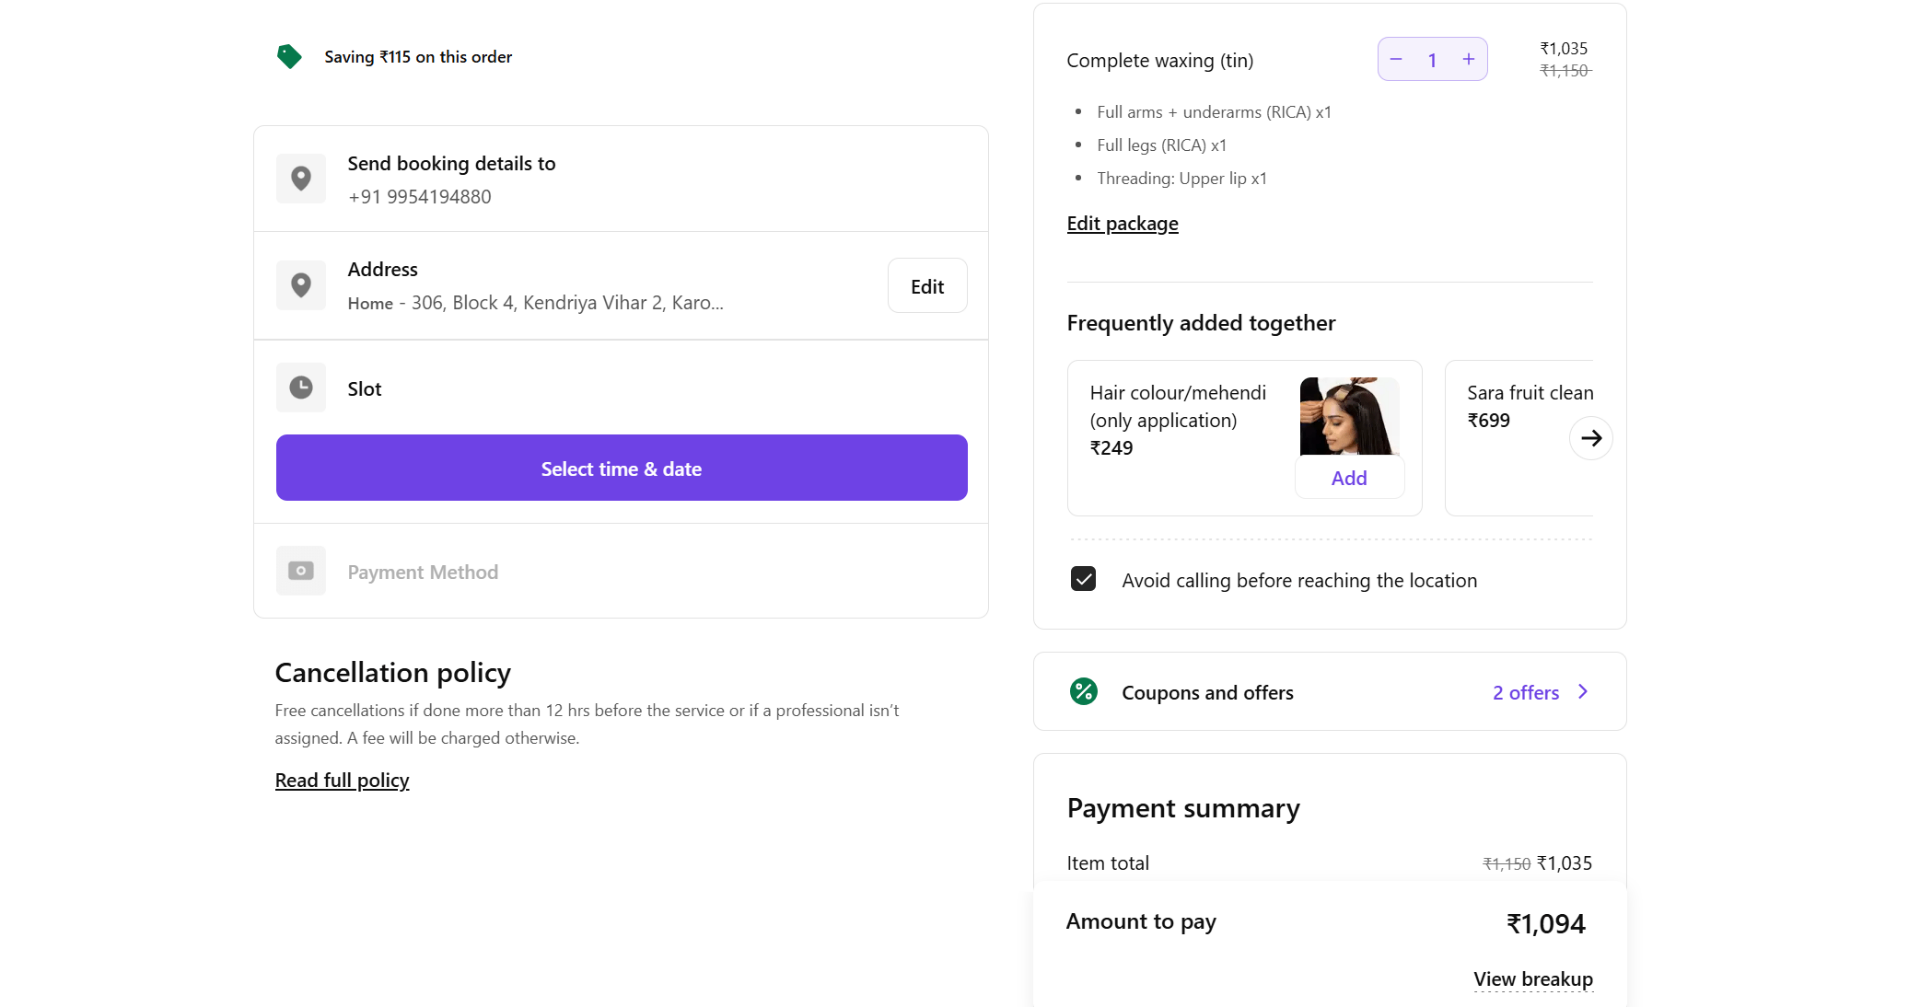 Saving ₹115 on this order
Send booking details to
+91 9954194880
Address
Edit
Home - 306, Block 4, Kendriya Vihar 2, Karo...
Slot
Select time & date
Payment Method
Cancellation policy
Free cancellations if done more than 12 hrs before the service or if a professional isn’t
assigned. A fee will be charged otherwise.
Read full policy
Complete waxing (tin)
− 1 +
₹1,035
₹1,150
• Full arms + underarms (RICA) x1
• Full legs (RICA) x1
• Threading: Upper lip x1
Edit package
Frequently added together
Hair colour/mehendi
(only application)
₹249
Add
Sara fruit clean
₹699
Avoid calling before reaching the location
Coupons and offers
2 offers
Payment summary
Item total
₹1,150 ₹1,035
Amount to pay
₹1,094
View breakup